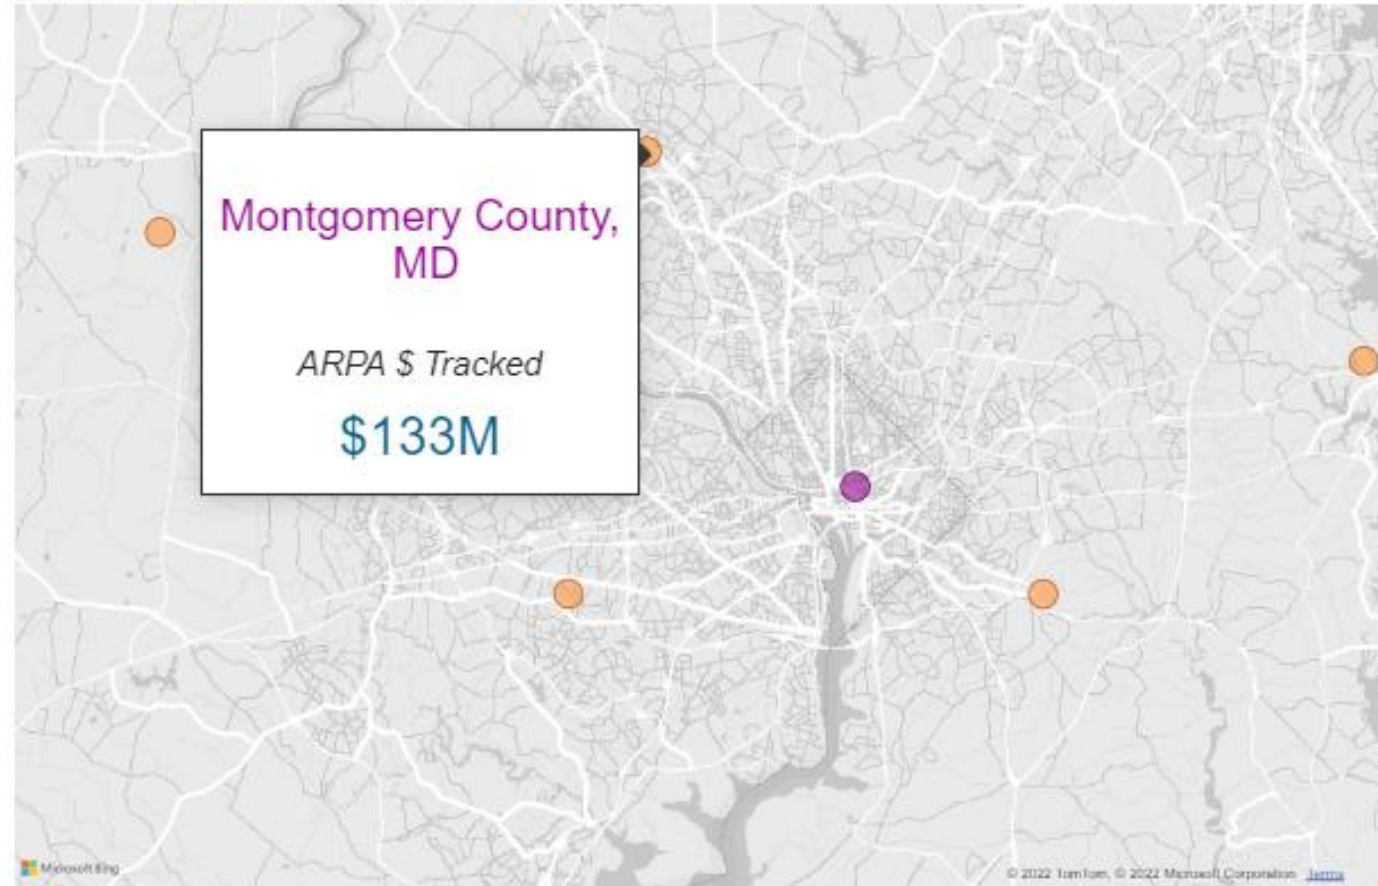 Montgomery County,
MD
ARPA $ Tracked
$133M
Microsoft Bing
© 2022 TomTom, © 2022 Microsoft Corporation Terms